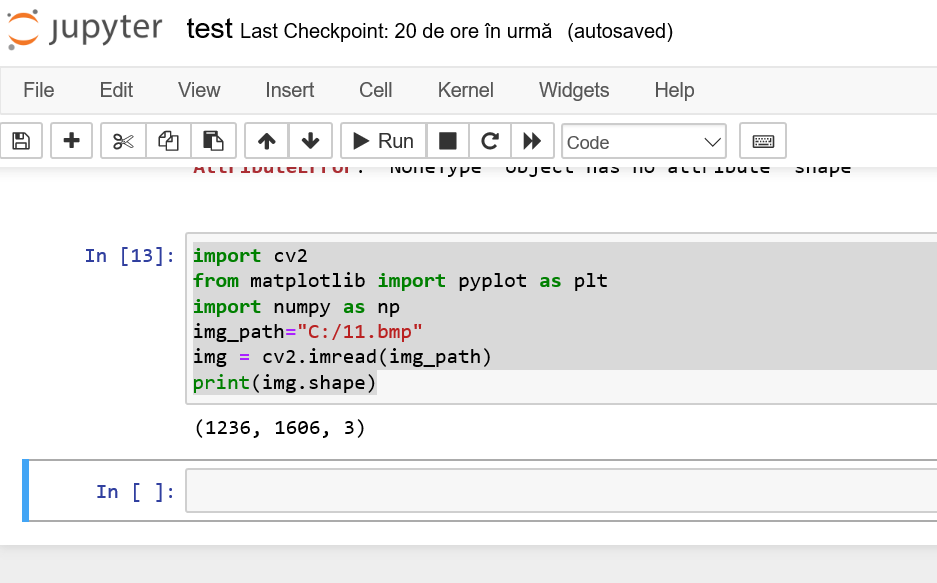 jupyter test Last Checkpoint: 20 de ore în urmă (autosaved)
File Edit View Insert Cell Kernel Widgets Help
Run Code
AttributeError: 'NoneType' object has no attribute 'shape'
In [13]: import cv2
from matplotlib import pyplot as plt
import numpy as np
img_path="C:/11.bmp"
img = cv2.imread(img_path)
print(img.shape)
(1236, 1606, 3)
In [ ]: